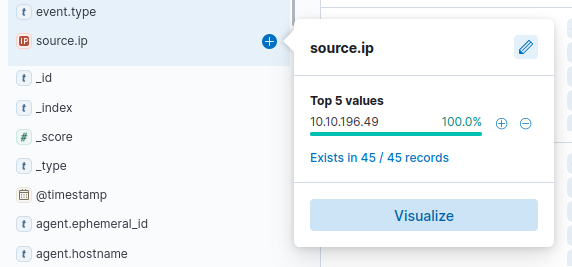 event.type
source.ip
_id
_index
_score
_type
@timestamp
agent.ephemeral_id
agent.hostname
source.ip
Top 5 values
10.10.196.49 100.0%
Exists in 45 / 45 records
Visualize